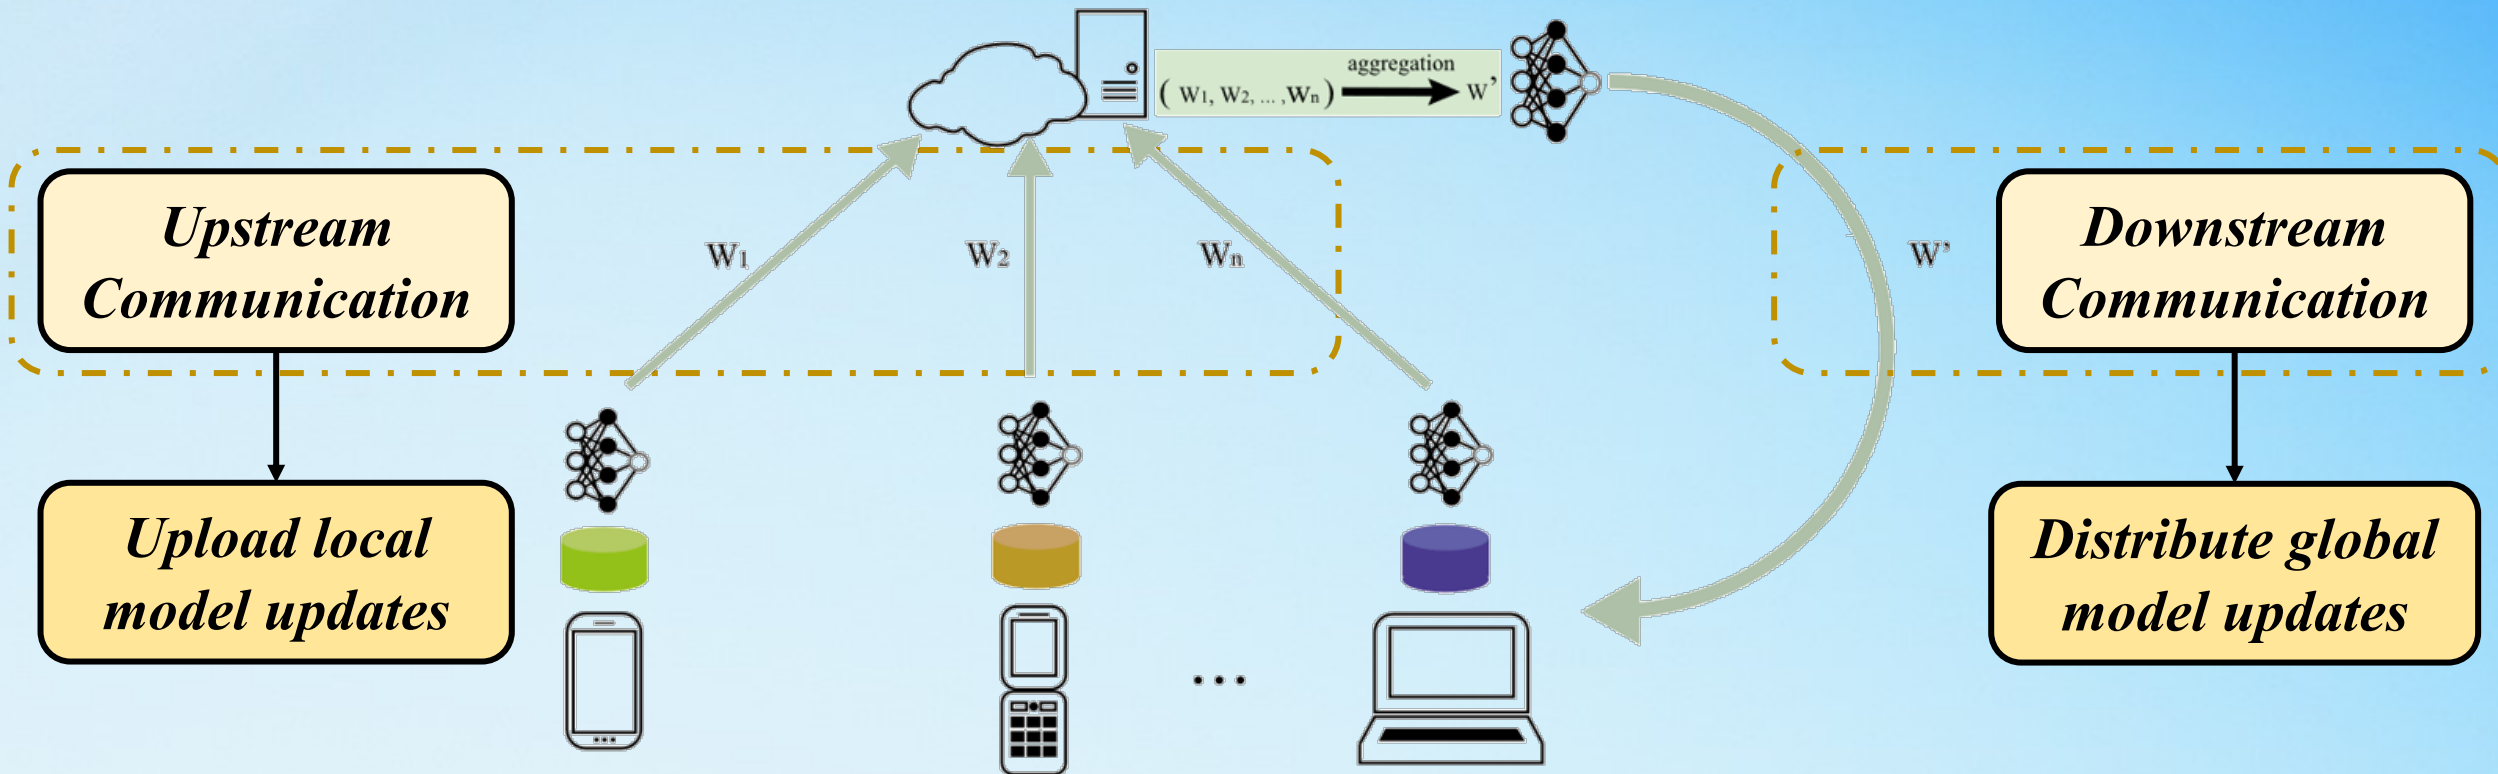 aggregation
( W1, W2, ... ,Wn) W’
Upstream
Communication
W1
W2
Wn
W’
Downstream
Communication
Upload local
model updates
Distribute global
model updates
...